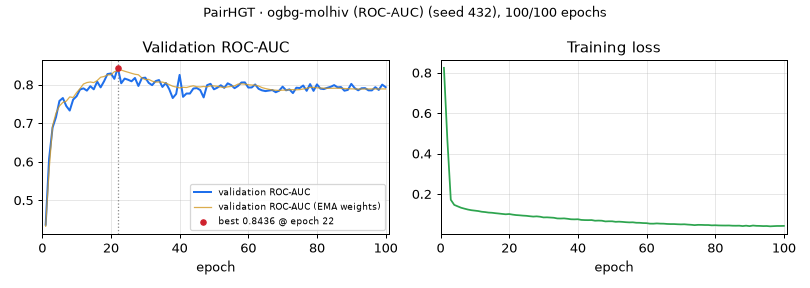 PairHGT · ogbg-molhiv (ROC-AUC) (seed 432), 100/100 epochs
Validation ROC-AUC
0.8
0.7
0.6
0.5
0
20
40
60
80
100
epoch
validation ROC-AUC
validation ROC-AUC (EMA weights)
best 0.8436 @ epoch 22
Training loss
0.8
0.6
0.4
0.2
0
20
40
60
80
100
epoch